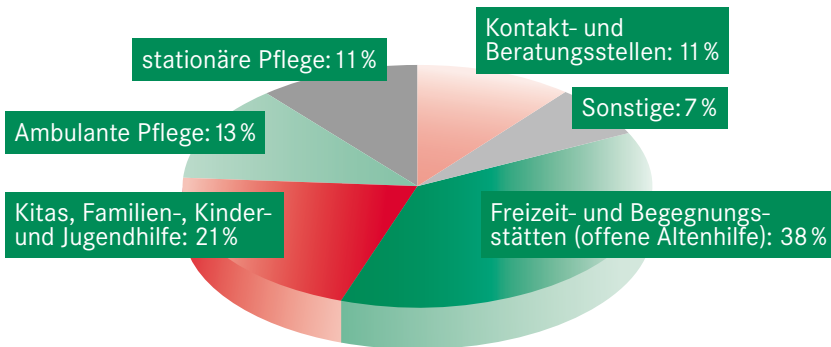 Kontakt- und
Beratungsstellen: 11 %
stationäre Pflege: 11 %
Sonstige: 7 %
Ambulante Pflege: 13 %
Kitas, Familien-, Kinder-
und Jugendhilfe: 21 %
Freizeit- und Begegnungs-
stätten (offene Altenhilfe): 38 %